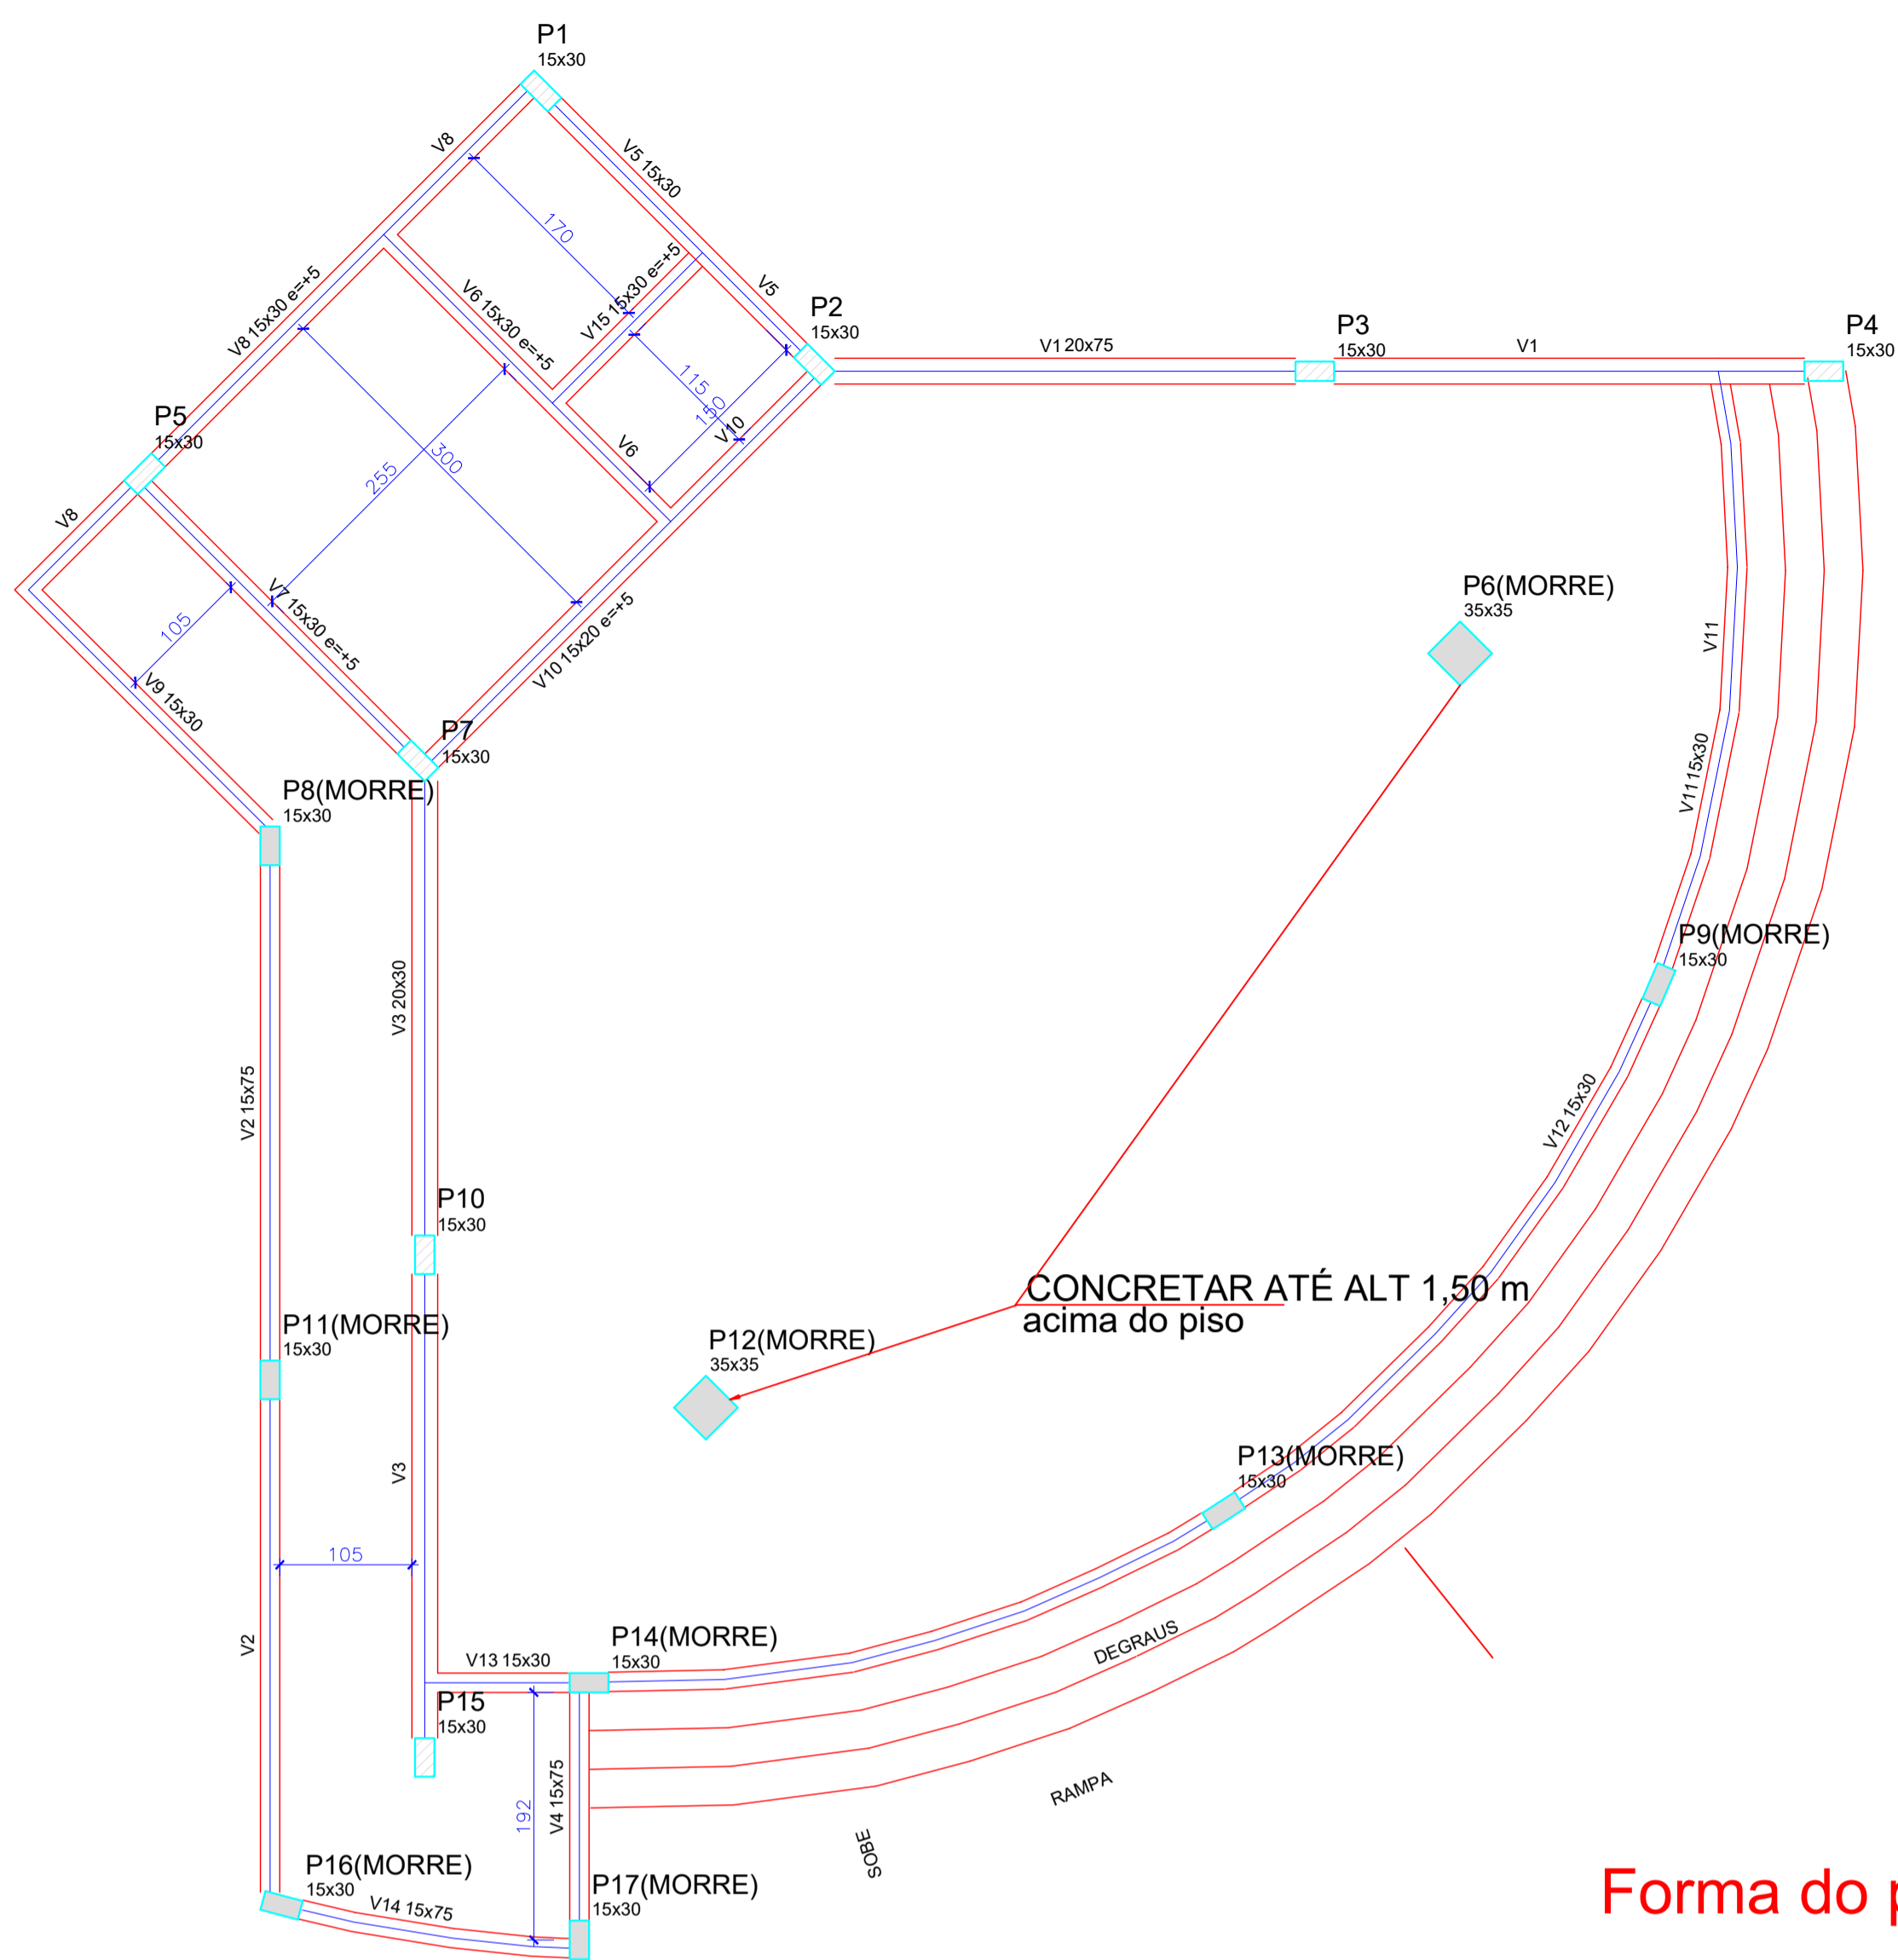 P1
15x30
V8
V5 15x30
170
V8 15x30 e=+5
V6 15x30 e=+5
V15 15x30 e=+5
V5
P2
15x30
V1 20x75
P3
15x30
V1
P4
15x30
115
150
V10
V6
P5
15x30
300
255
V8
V7 15x30 e=+5
105
V10 15x20 e=+5
V9 15x30
P6(MORRE)
35x35
V11
P7
15x30
P8(MORRE)
15x30
V11 15x30
P9(MORRE)
15x30
V3 20x30
V2 15x75
V12 15x30
P10
15x30
CONCRETAR ATÉ ALT 1,50 m
acima do piso
P11(MORRE)
15x30
P12(MORRE)
35x35
V3
P13(MORRE)
15x30
105
V2
V13 15x30
P14(MORRE)
15x30
DEGRAUS
P15
15x30
V4 15x75
192
RAMPA
SOBE
P16(MORRE)
15x30
V14 15x75
P17(MORRE)
15x30
Forma do p